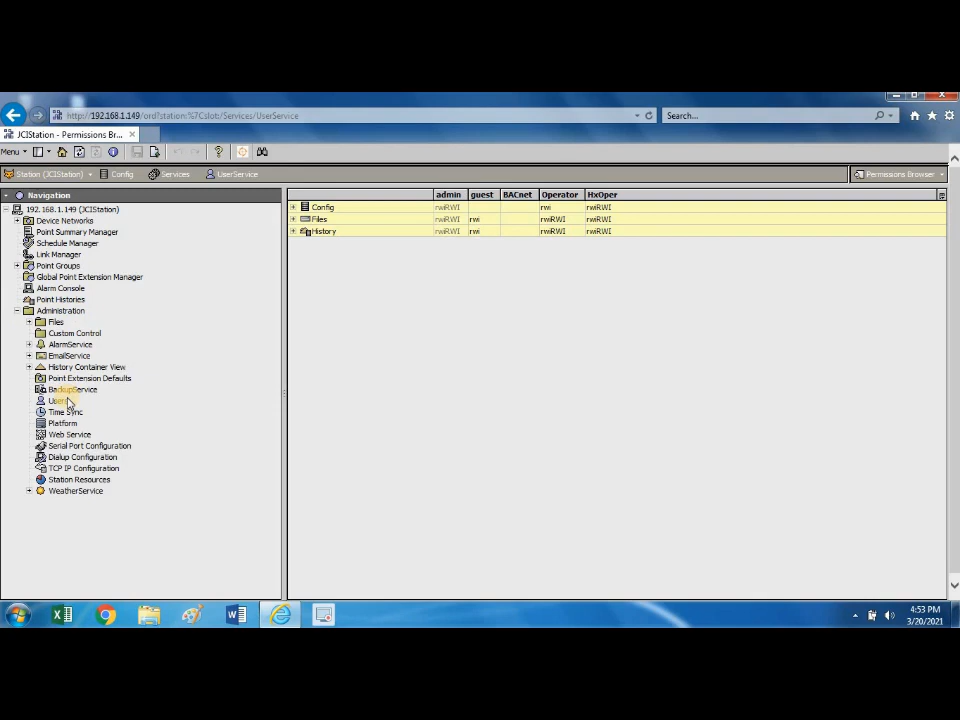 http://192.168.1.149/ord?station:%7Cslot:/Services/UserService
Search...
JCIStation - Permissions Br...
Menu
Station (JCIStation)
Config
Services
UserService
Permissions Browser
Navigation
admin guest BACnet Operator HxOper
192.168.1.149 (JCIStation)
Config rwiRWI rwi rwiRWI
Device Networks
Files rwiRWI rwi rwiRWI rwiRWI
Point Summary Manager
History rwiRWI rwi rwiRWI rwiRWI
Schedule Manager
Link Manager
Point Groups
Global Point Extension Manager
Alarm Console
Point Histories
Administration
Files
Custom Control
AlarmService
EmailService
History Container View
Point Extension Defaults
BackupService
Users
Time Sync
Platform
Web Service
Serial Port Configuration
Dialup Configuration
TCP IP Configuration
Station Resources
WeatherService
4:53 PM
3/20/2021